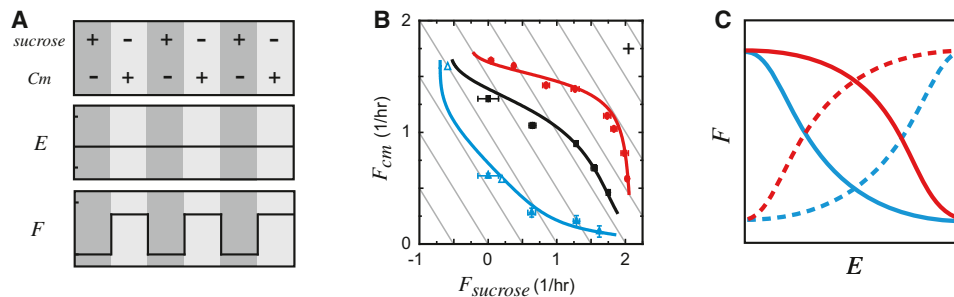 A
sucrose + - + - + -
Cm - + - + - +
E
F
B
2
1
0
F_cm (1/hr)
-1 0 1 2
F_sucrose (1/hr)
+
C
F
E